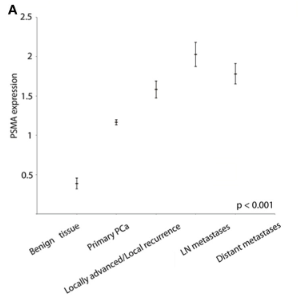 A
PSMA expression
2.5
2
1.5
1
0.5
p < 0.001
Benign tissue
Primary PCa
Locally advanced/Local recurrence
LN metastases
Distant metastases